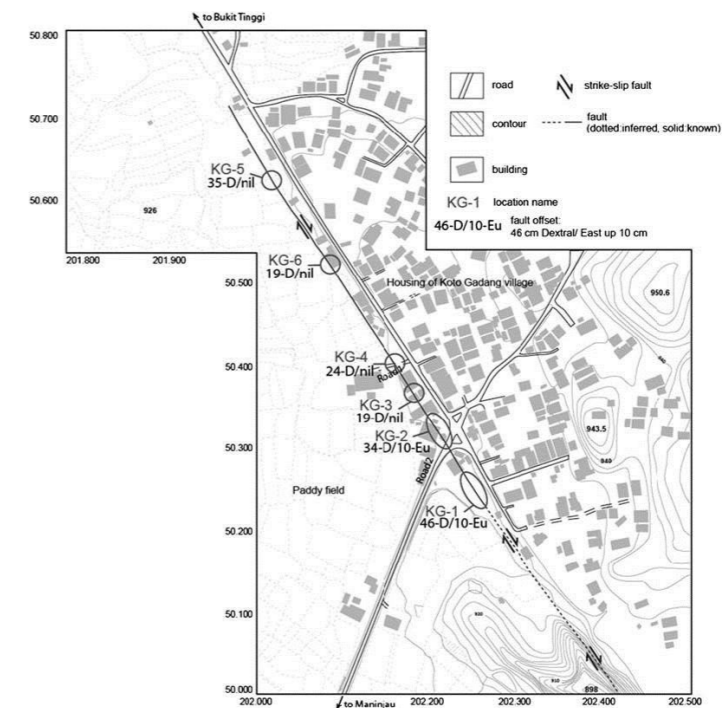 to Bukit Tinggi
50.800
50.700
50.600
201.800
201.900
926
KG-5
35-D/nil
road
strike-slip fault
contour
fault
(dotted:inferred, solid:known)
building
KG-1
location name
46-D/10-Eu
fault offset:
46 cm Dextral/ East up 10 cm
KG-6
19-D/nil
50.500
Housing of Koto Gadang village
950.6
KG-4
24-D/nil
50.400
KG-3
19-D/nil
943.5
KG-2
34-D/10-Eu
50.300
940
Road2
Paddy field
KG-1
46-D/10-Eu
50.200
50.100
50.000
898
910
202.000
to Maninjau
202.200
202.300
202.400
202.500